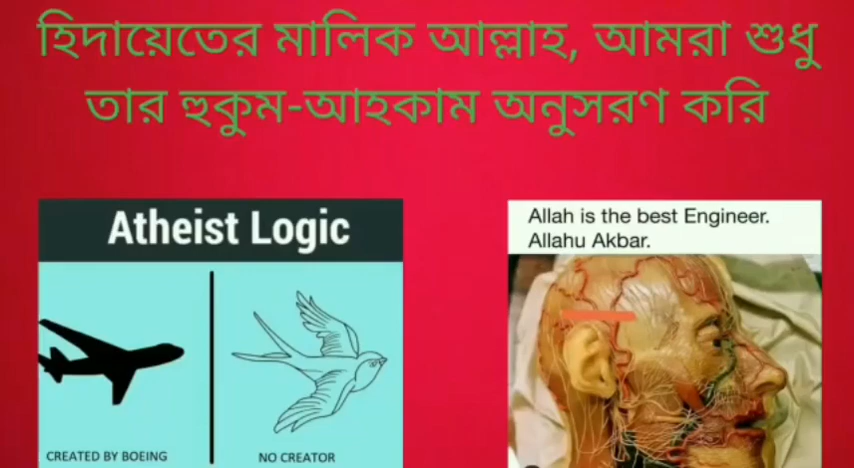 হিদায়েতের মালিক আল্লাহ, আমরা শুধু
তার হুকুম-আহকাম অনুসরণ করি
Atheist Logic
CREATED BY BOEING
NO CREATOR
Allah is the best Engineer.
Allahu Akbar.